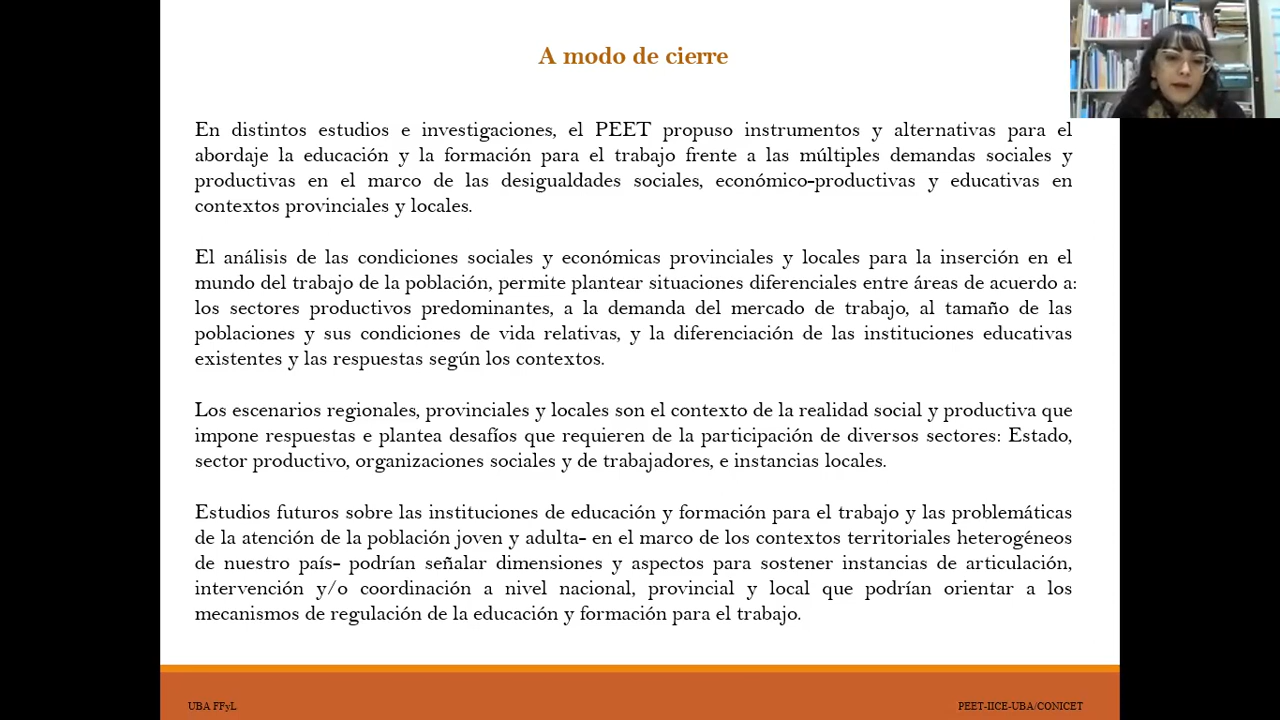 A modo de cierre
En distintos estudios e investigaciones, el PEET propuso instrumentos y alternativas para el
abordaje la educación y la formación para el trabajo frente a las múltiples demandas sociales y
productivas en el marco de las desigualdades sociales, económico-productivas y educativas en
contextos provinciales y locales.
El análisis de las condiciones sociales y económicas provinciales y locales para la inserción en el
mundo del trabajo de la población, permite plantear situaciones diferenciales entre áreas de acuerdo a:
los sectores productivos predominantes, a la demanda del mercado de trabajo, al tamaño de las
poblaciones y sus condiciones de vida relativas, y la diferenciación de las instituciones educativas
existentes y las respuestas según los contextos.
Los escenarios regionales, provinciales y locales son el contexto de la realidad social y productiva que
impone respuestas e plantea desafíos que requieren de la participación de diversos sectores: Estado,
sector productivo, organizaciones sociales y de trabajadores, e instancias locales.
Estudios futuros sobre las instituciones de educación y formación para el trabajo y las problemáticas
de la atención de la población joven y adulta- en el marco de los contextos territoriales heterogéneos
de nuestro país- podrían señalar dimensiones y aspectos para sostener instancias de articulación,
intervención y/o coordinación a nivel nacional, provincial y local que podrían orientar a los
mecanismos de regulación de la educación y formación para el trabajo.
UBA FFyL
PEET-IICE-UBA/CONICET